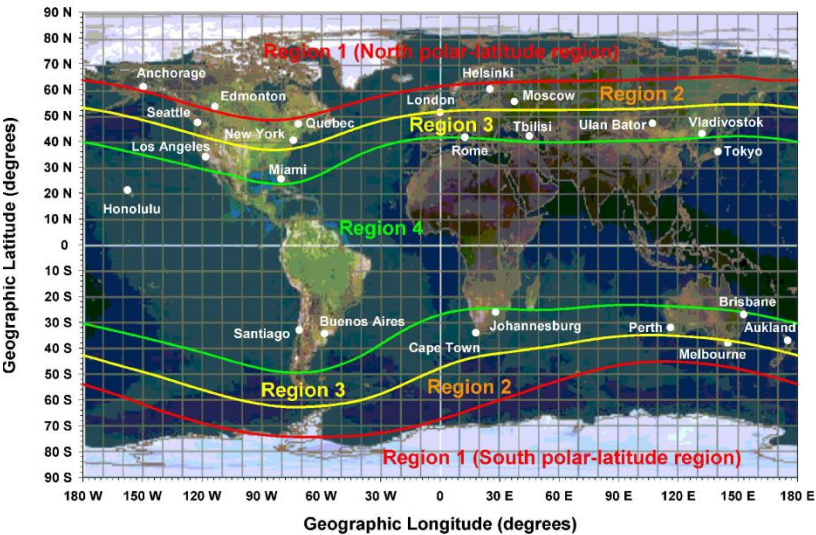 90 N
80 N
70 N
60 N
50 N
40 N
30 N
20 N
10 N
0
10 S
20 S
30 S
40 S
50 S
60 S
70 S
80 S
90 S
Geographic Latitude (degrees)
Region 1 (North polar-latitude region)
Anchorage
Helsinki
Edmonton
London
Moscow
Region 2
Seattle
Quebec
Region 3
New York
Tbilisi
Ulan Bator
Vladivostok
Los Angeles
Rome
Tokyo
Miami
Honolulu
Region 4
Brisbane
Santiago
Buenos Aires
Johannesburg
Perth
Aukland
Cape Town
Melbourne
Region 3
Region 2
Region 1 (South polar-latitude region)
180 W 150 W 120 W 90 W 60 W 30 W 0 30 E 60 E 90 E 120 E 150 E 180 E
Geographic Longitude (degrees)